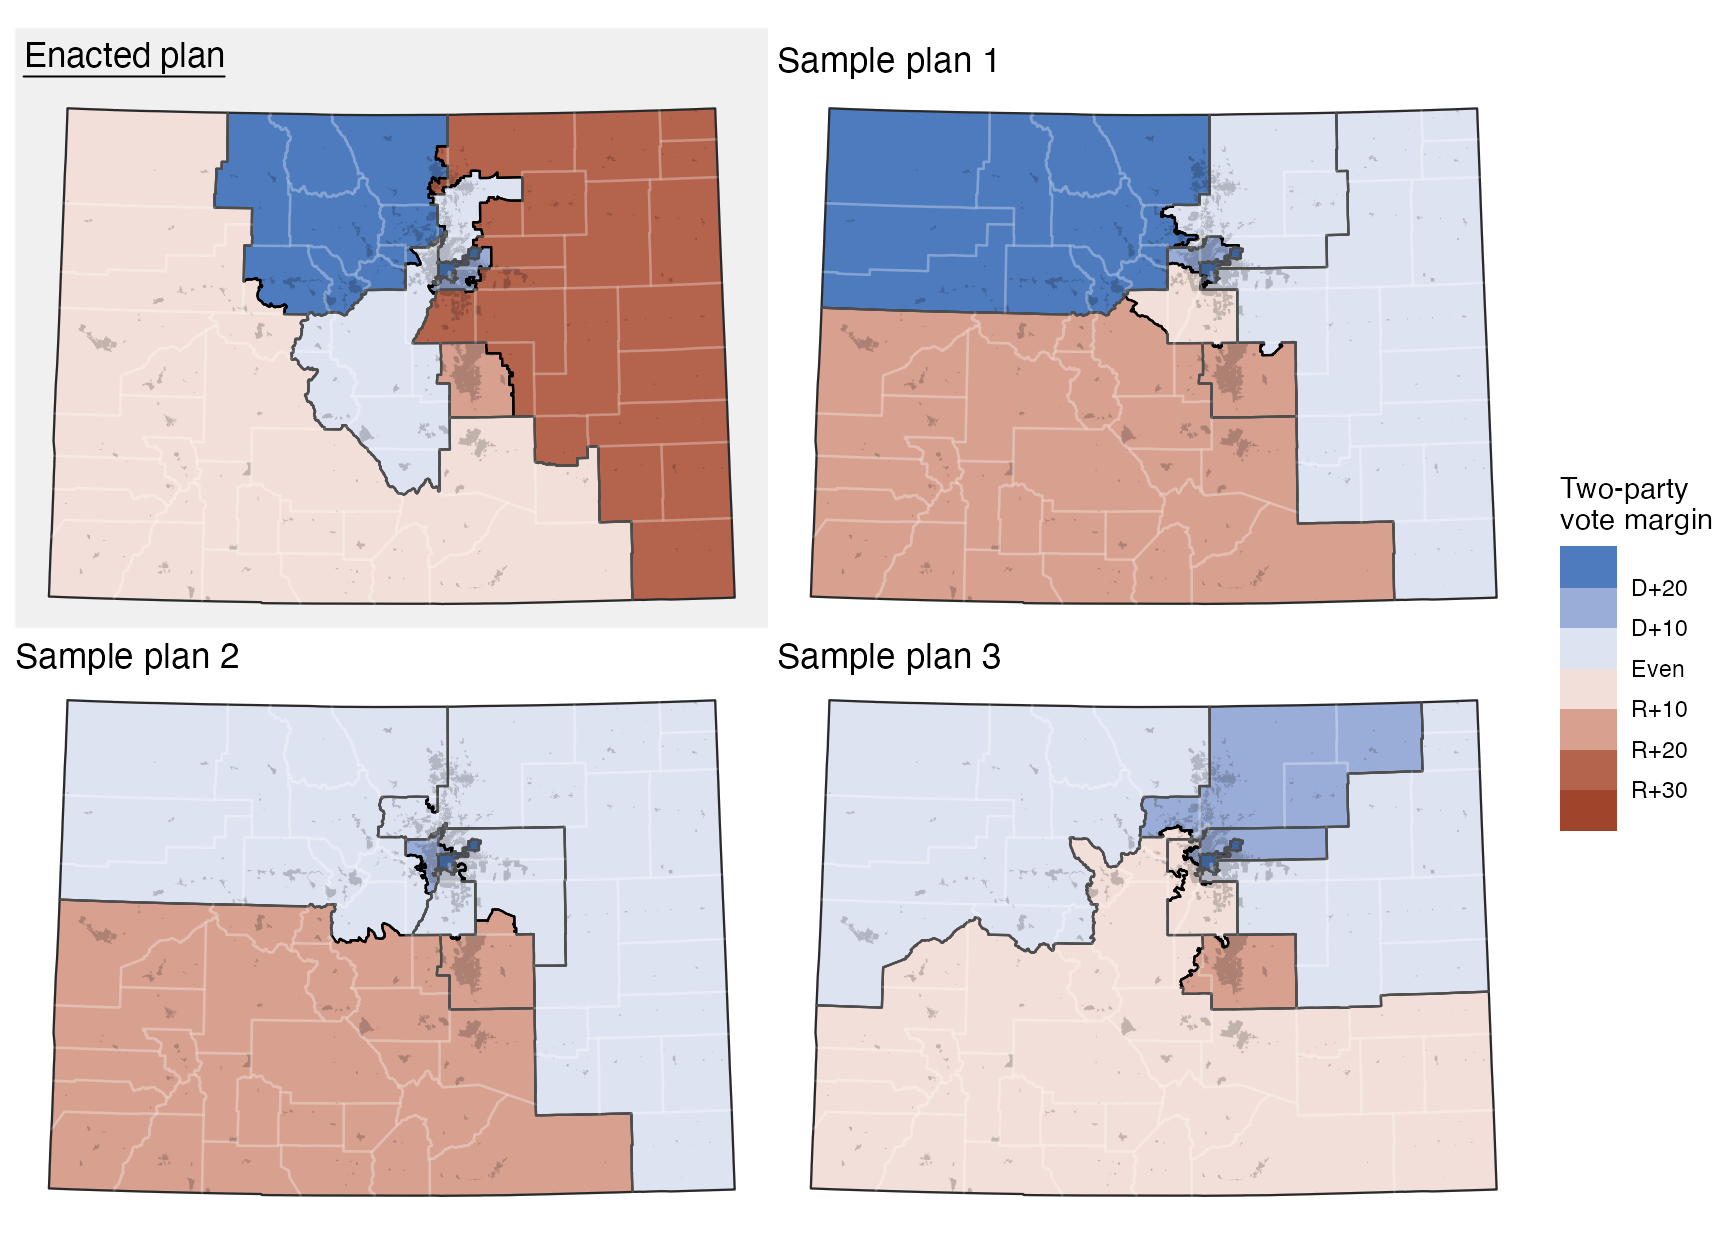 Enacted plan
Sample plan 1
Sample plan 2
Sample plan 3
Two-party
vote margin
D+20
D+10
Even
R+10
R+20
R+30